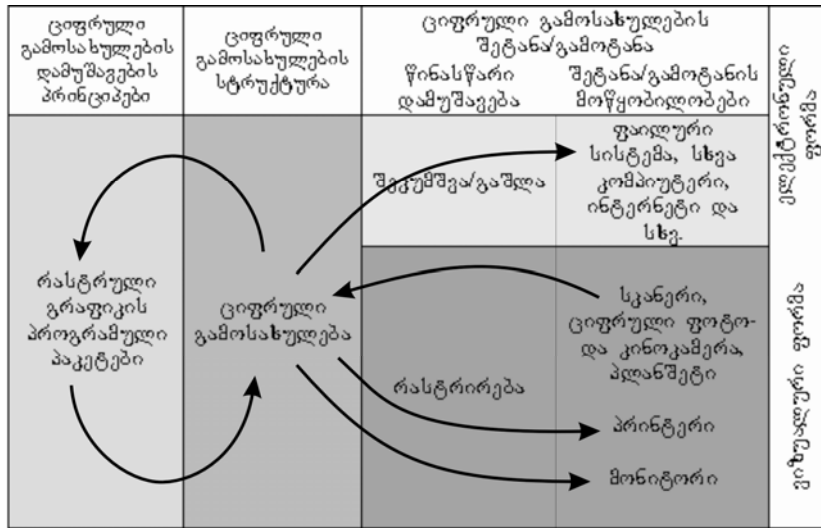 ციფრული
გამოსახულების
დამუშავების
პრინციპები
ციფრული
გამოსახულების
სტრუქტურა
ციფრული გამოსახულების
შეტანა/გამოტანა
წინასწარი
დამუშავება
შეტანა/გამოტანის
მოწყობილობები
ელექტრონული
ფორმა
შეკუმშვა/გაშლა
ფაილური
სისტემა, სხვა
კომპიუტერი,
ინტერნეტი და
სხვ.
რასტრული
გრაფიკის
პროგრამული
პაკეტები
ციფრული
გამოსახულება
რასტრირება
სკანერი,
ციფრული ფოტო-
და კინოკამერა,
პლანშეტი
პრინტერი
მონიტორი
ვიზუალური ფორმა